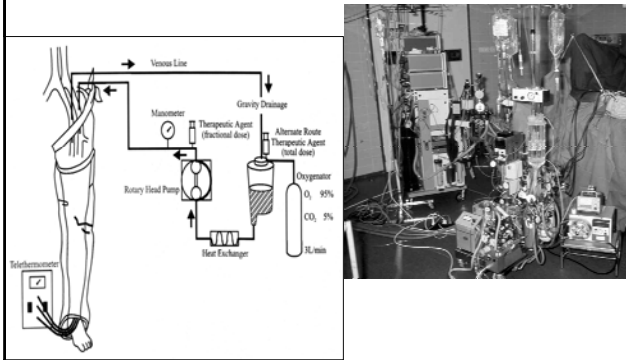 Venous Line
Gravity Drainage
Manometer
Therapeutic Agent
(fractional dose)
Alternate Route
Therapeutic Agent
(total dose)
Oxygenator
O₂ 95%
CO₂ 5%
3L/min
Rotary Head Pump
Heat Exchanger
Telethermometer